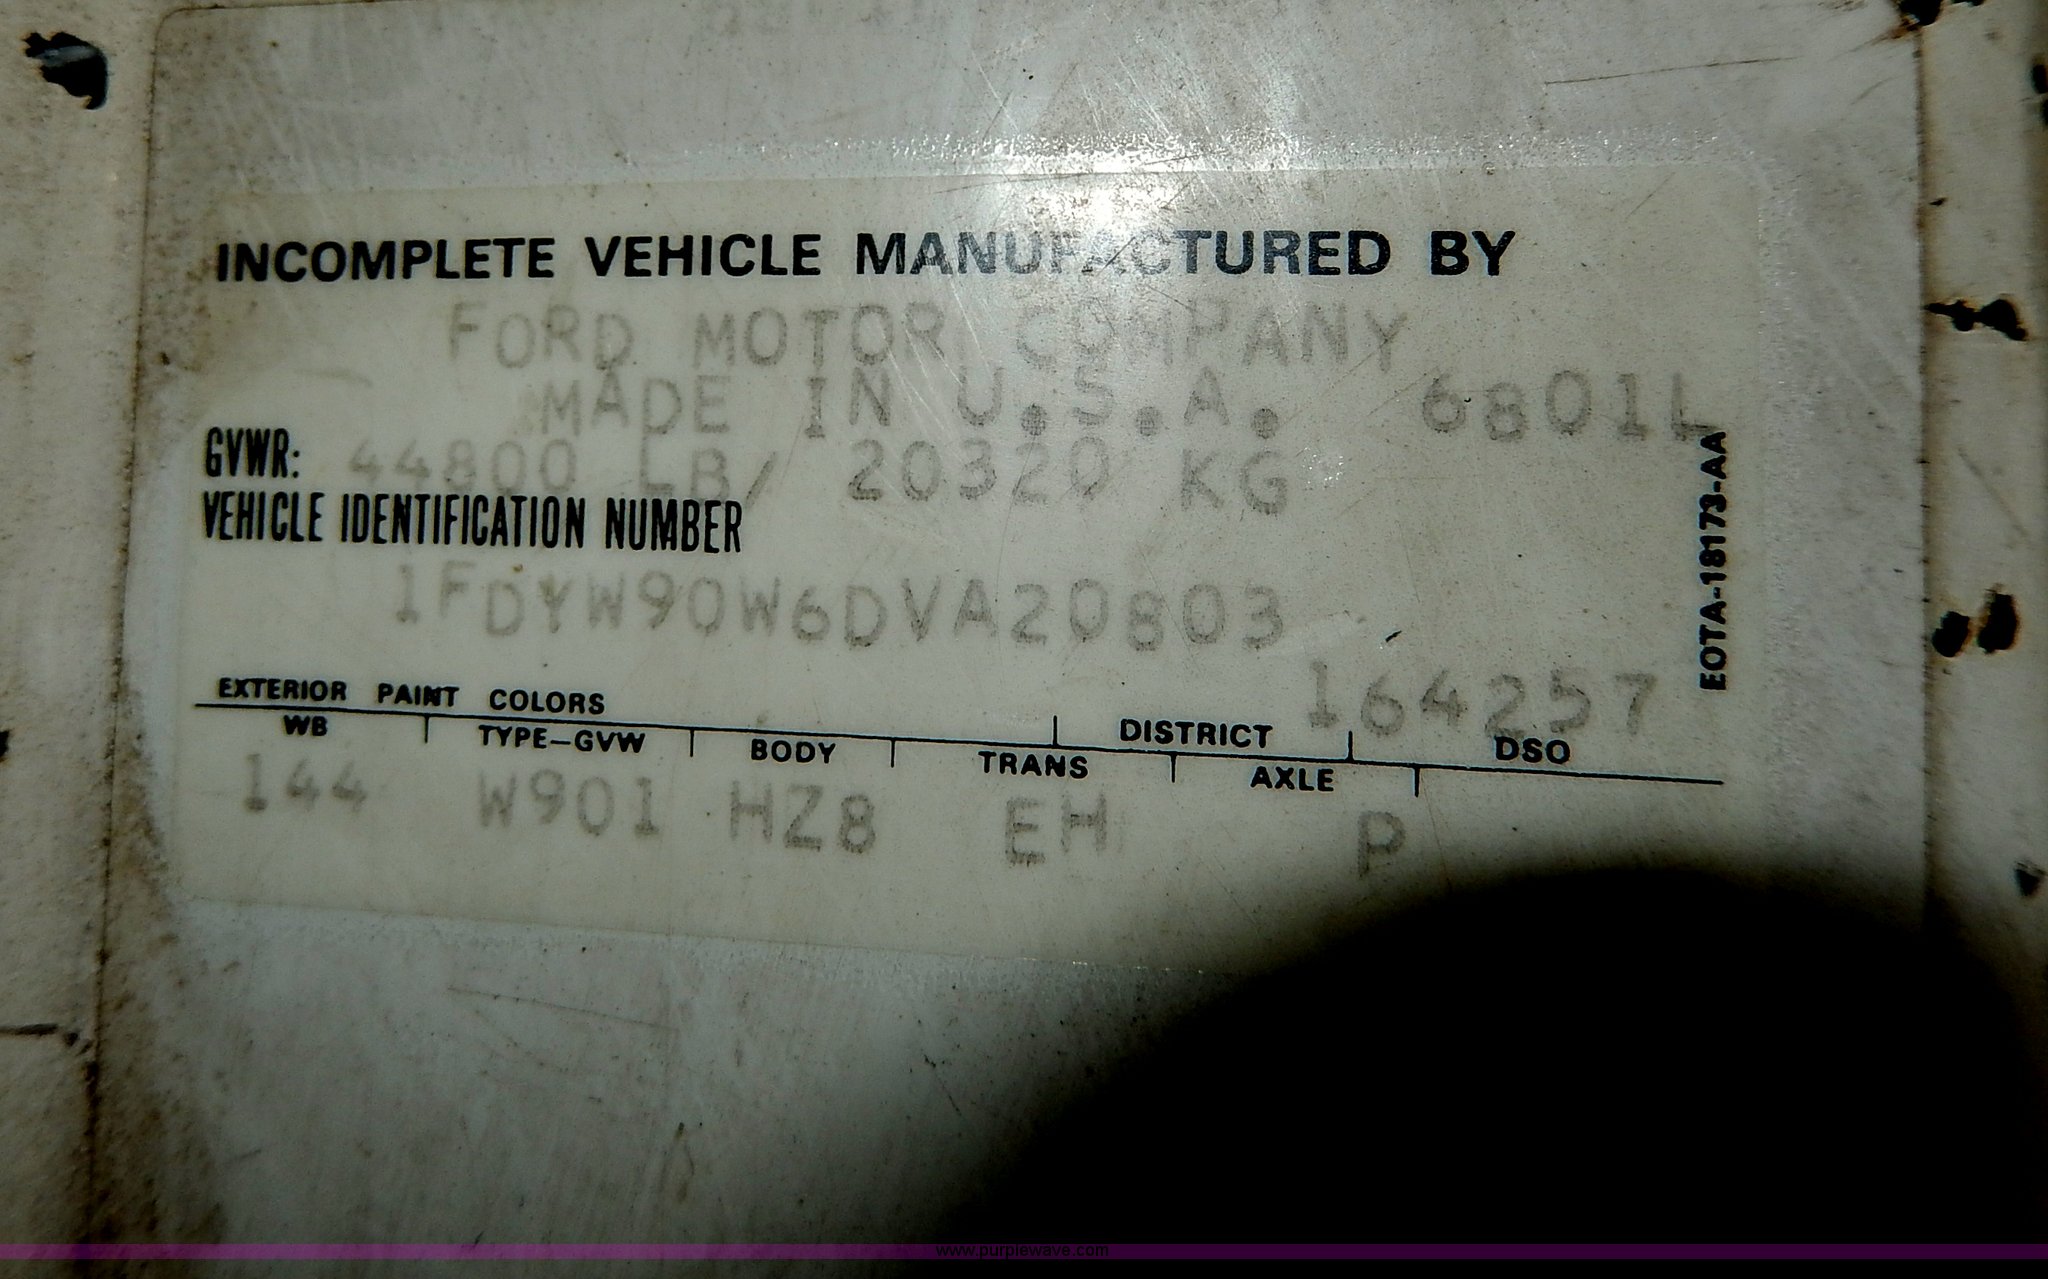 INCOMPLETE VEHICLE MANUFACTURED BY
FORD MOTOR COMPANY
MADE IN U.S.A. 6801L
GVWR: 44800 LB/ 20320 KG
VEHICLE IDENTIFICATION NUMBER
1FDYW90W6DVA20803
EOTA-18173-AA
164257
EXTERIOR PAINT COLORS DISTRICT DSO
WB TYPE-GVW BODY TRANS AXLE
144 W901 HZ8 EH P
www.purplewave.com